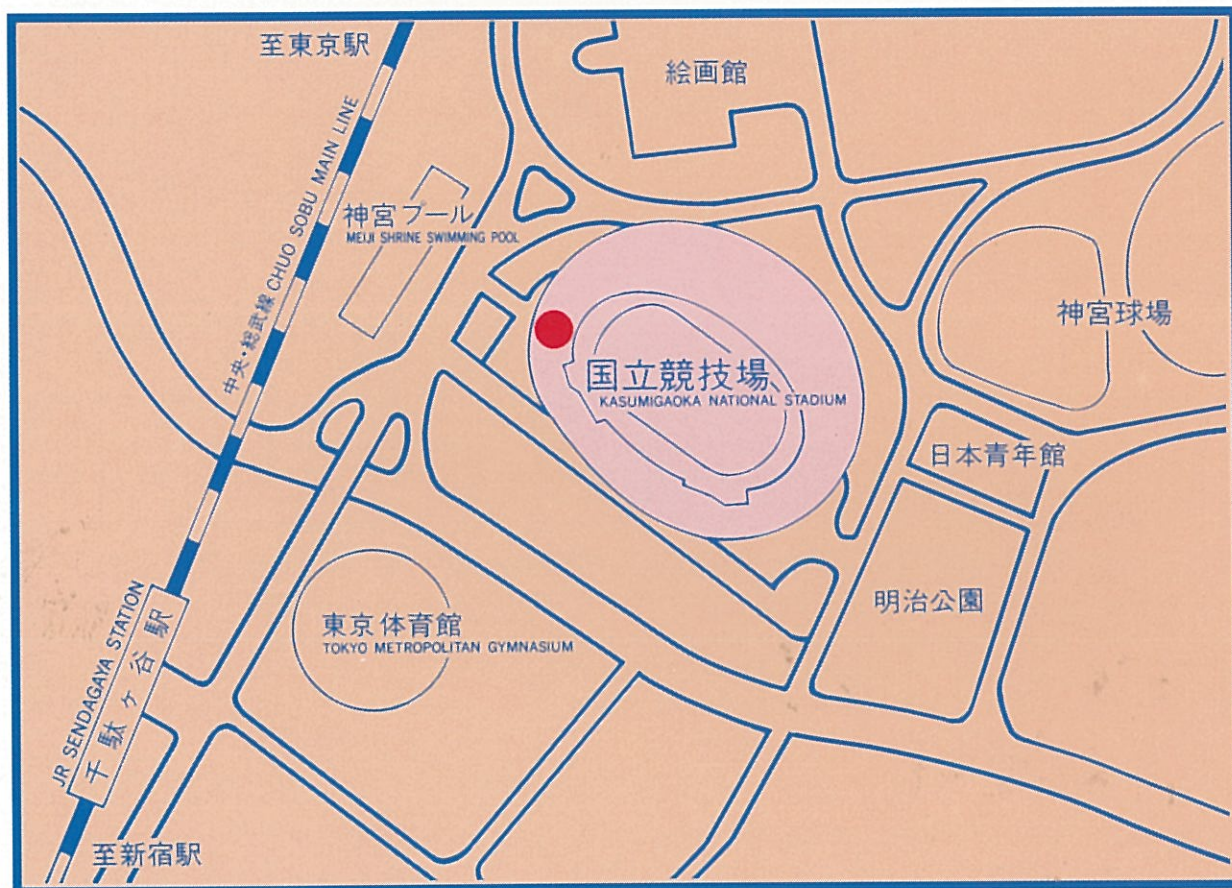 至東京駅
絵画館
中央・総武線 CHUO SOBU MAIN LINE
神宮プール
MEIJI SHRINE SWIMMING POOL
神宮球場
国立競技場、
KASUMIGAOKA NATIONAL STADIUM
日本青年館
明治公園
東京体育館
TOKYO METROPOLITAN GYMNASIUM
JR SENDAGAYA STATION
千駄ヶ谷駅
至新宿駅